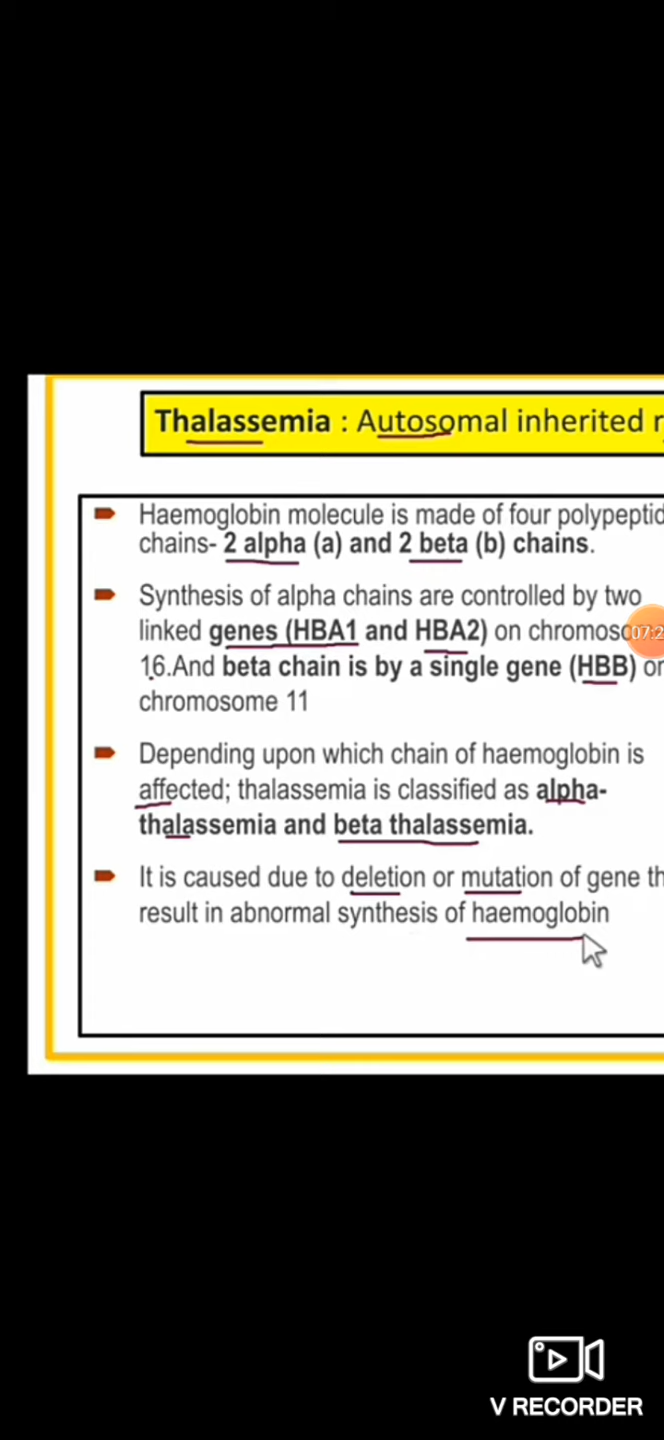 Thalassemia : Autosomal inherited
Haemoglobin molecule is made of four polypeptid
chains- 2 alpha (a) and 2 beta (b) chains.
Synthesis of alpha chains are controlled by two
linked genes (HBA1 and HBA2) on chromoso
07:2
16.And beta chain is by a single gene (HBB) on
chromosome 11
Depending upon which chain of haemoglobin is
affected; thalassemia is classified as alpha-
thalassemia and beta thalassemia.
It is caused due to deletion or mutation of gene th
result in abnormal synthesis of haemoglobin
V RECORDER